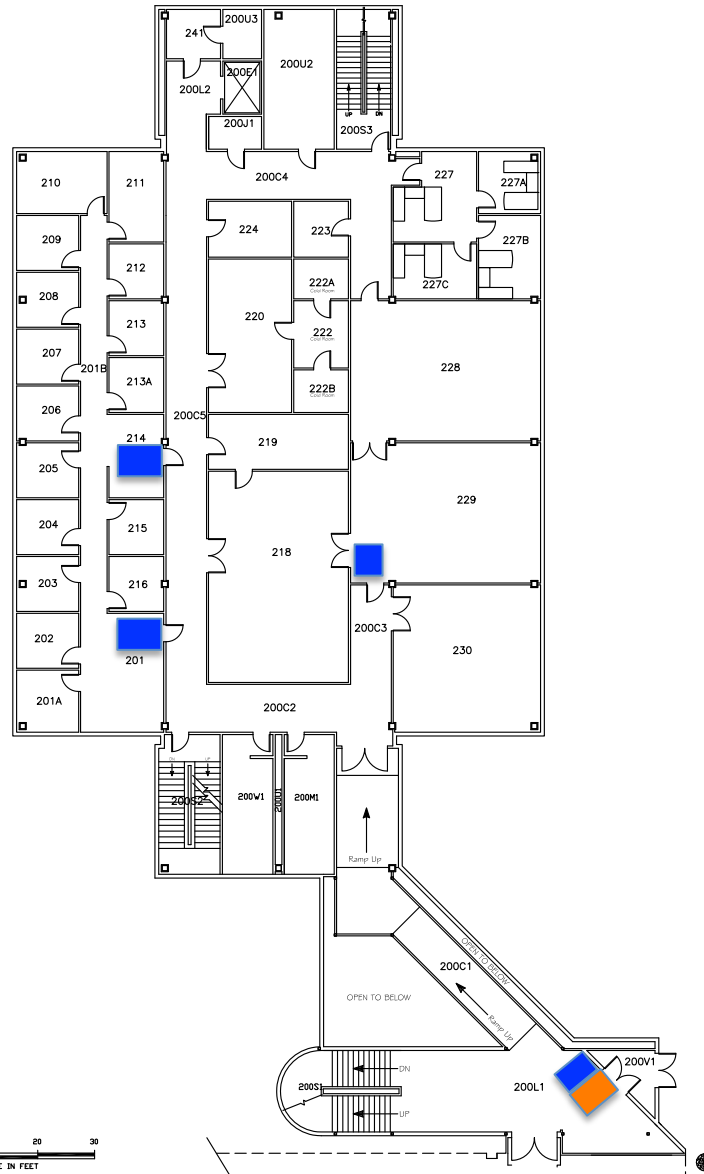 200U3
241
200U2
200E1
200L2
UP
DN
200J1
200S3
200C4
210
211
227
227A
209
224
223
227B
212
208
222A
Cold Room
227C
220
213
222
Cold Room
207
201B
228
213A
222B
Cold Room
206
200C5
214
219
205
229
204
215
218
203
216
200C3
202
201
230
201A
200C2
DN
UP
200S2
200W1
200U1
200M1
Ramp Up
OPEN TO BELOW
200C1
OPEN TO BELOW
Ramp Up
DN
200V1
200S1
200L1
UP
20
30
E IN FEET